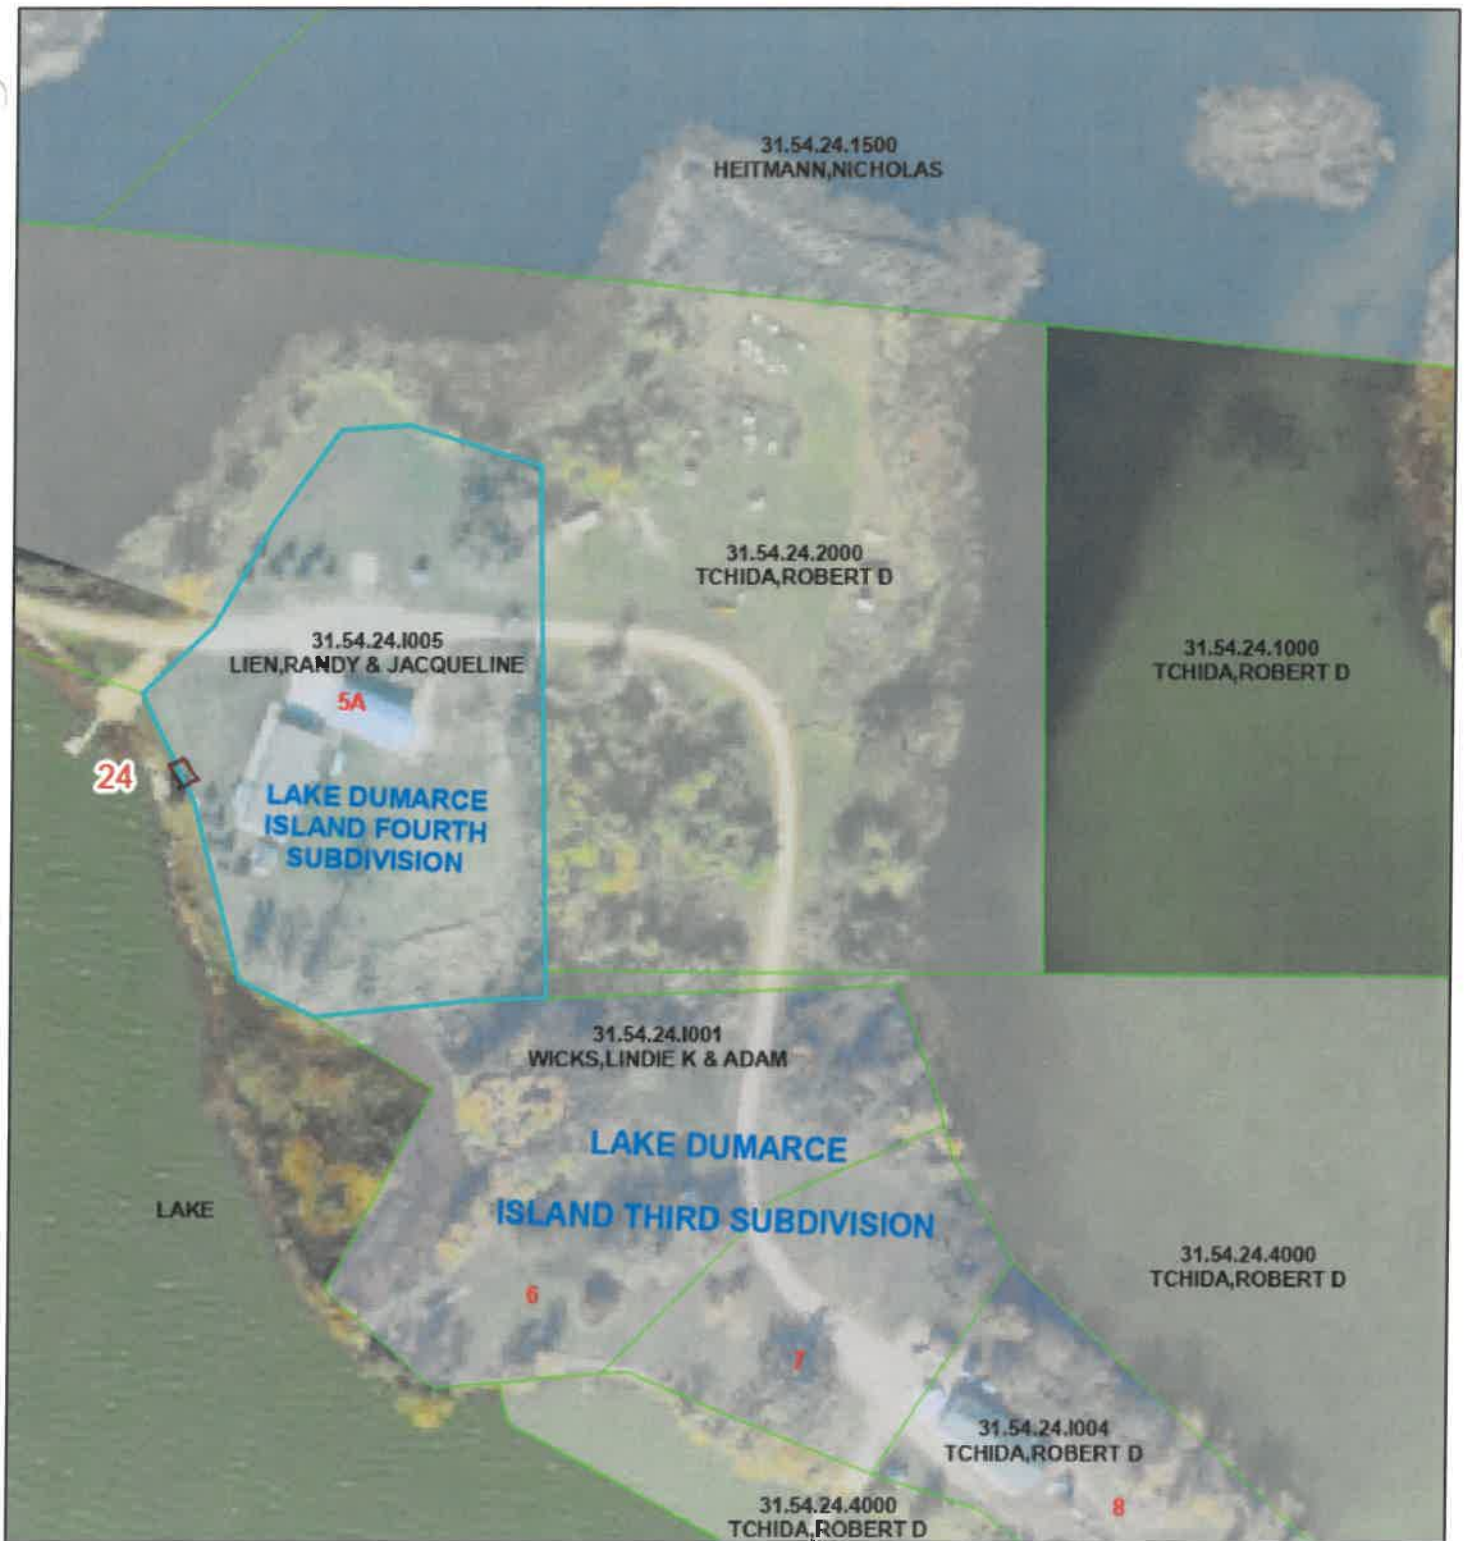 31.54.24.1500
HEITMANN,NICHOLAS
31.54.24.2000
TCHIDA,ROBERT D
31.54.24.1000
TCHIDA,ROBERT D
31.54.24.I005
LIEN,RANDY & JACQUELINE
5A
24
LAKE DUMARCE
ISLAND FOURTH
SUBDIVISION
31.54.24.I001
WICKS,LINDIE K & ADAM
LAKE DUMARCE
ISLAND THIRD SUBDIVISION
LAKE
31.54.24.4000
TCHIDA,ROBERT D
6
7
31.54.24.I004
TCHIDA,ROBERT D
8
31.54.24.4000
TCHIDA,ROBERT D